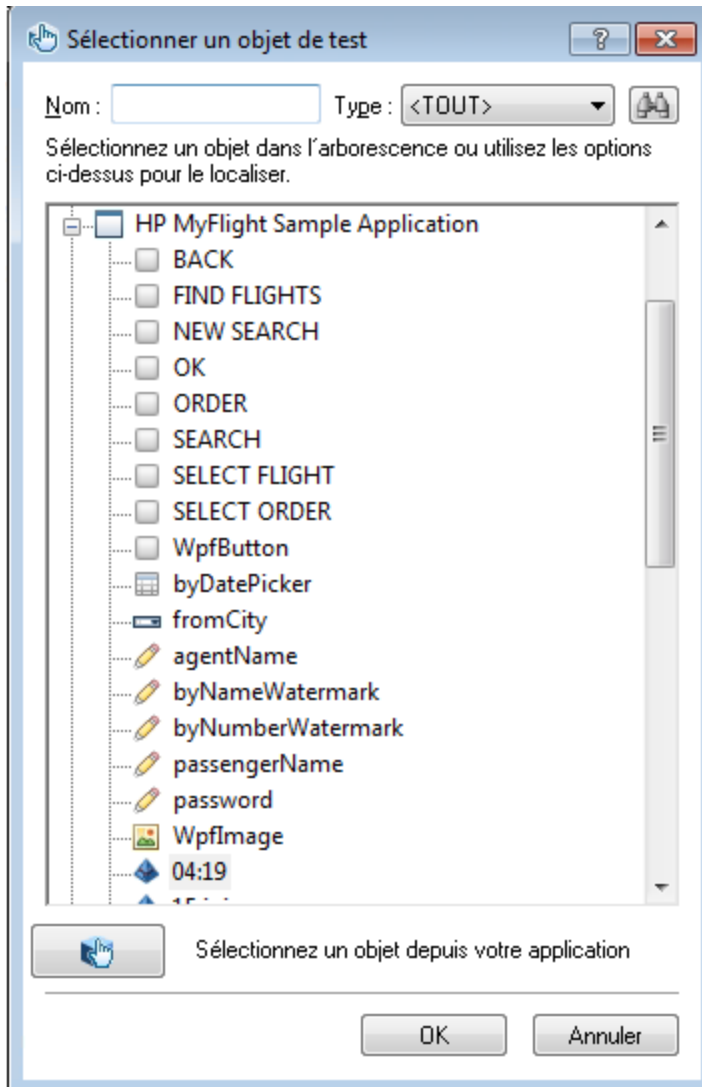 Sélectionner un objet de test
?
Nom :
Type : <TOUT>
Sélectionnez un objet dans l'arborescence ou utilisez les options
ci-dessus pour le localiser.
HP MyFlight Sample Application
BACK
FIND FLIGHTS
NEW SEARCH
OK
ORDER
SEARCH
SELECT FLIGHT
SELECT ORDER
WpfButton
byDatePicker
fromCity
agentName
byNameWatermark
byNumberWatermark
passengerName
password
WpfImage
04:19
Sélectionnez un objet depuis votre application
OK
Annuler